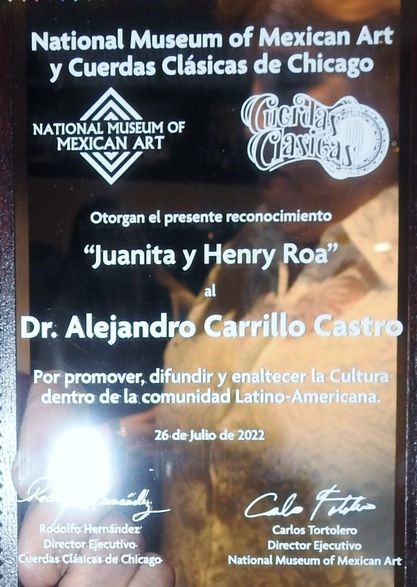 National Museum of Mexican Art
y Cuerdas Clásicas de Chicago
NATIONAL MUSEUM OF
MEXICAN ART
Cuerdas
Clasicas
Otorgan el presente reconocimiento
“Juanita y Henry Roa”
al
Dr. Alejandro Carrillo Castro
Por promover, difundir y enaltecer la Cultura
dentro de la comunidad Latino-Americana.
26 de Julio de 2022
Rodolfo Hernández
Director Ejecutivo
Cuerdas Clásicas de Chicago
Carlos Tortolero
Director Ejecutivo
National Museum of Mexican Art